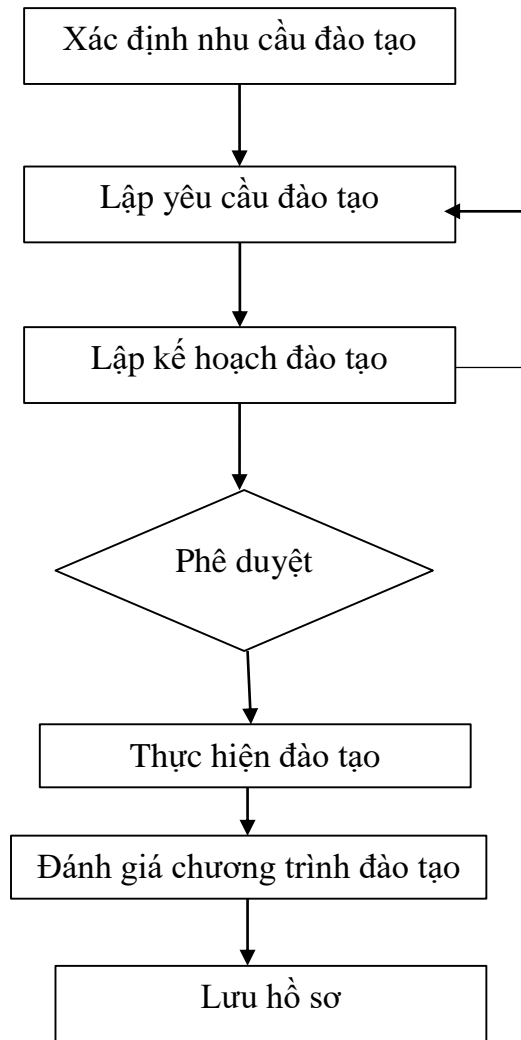 Xác định nhu cầu đào tạo
Lập yêu cầu đào tạo
Lập kế hoạch đào tạo
Phê duyệt
Thực hiện đào tạo
Đánh giá chương trình đào tạo
Lưu hồ sơ